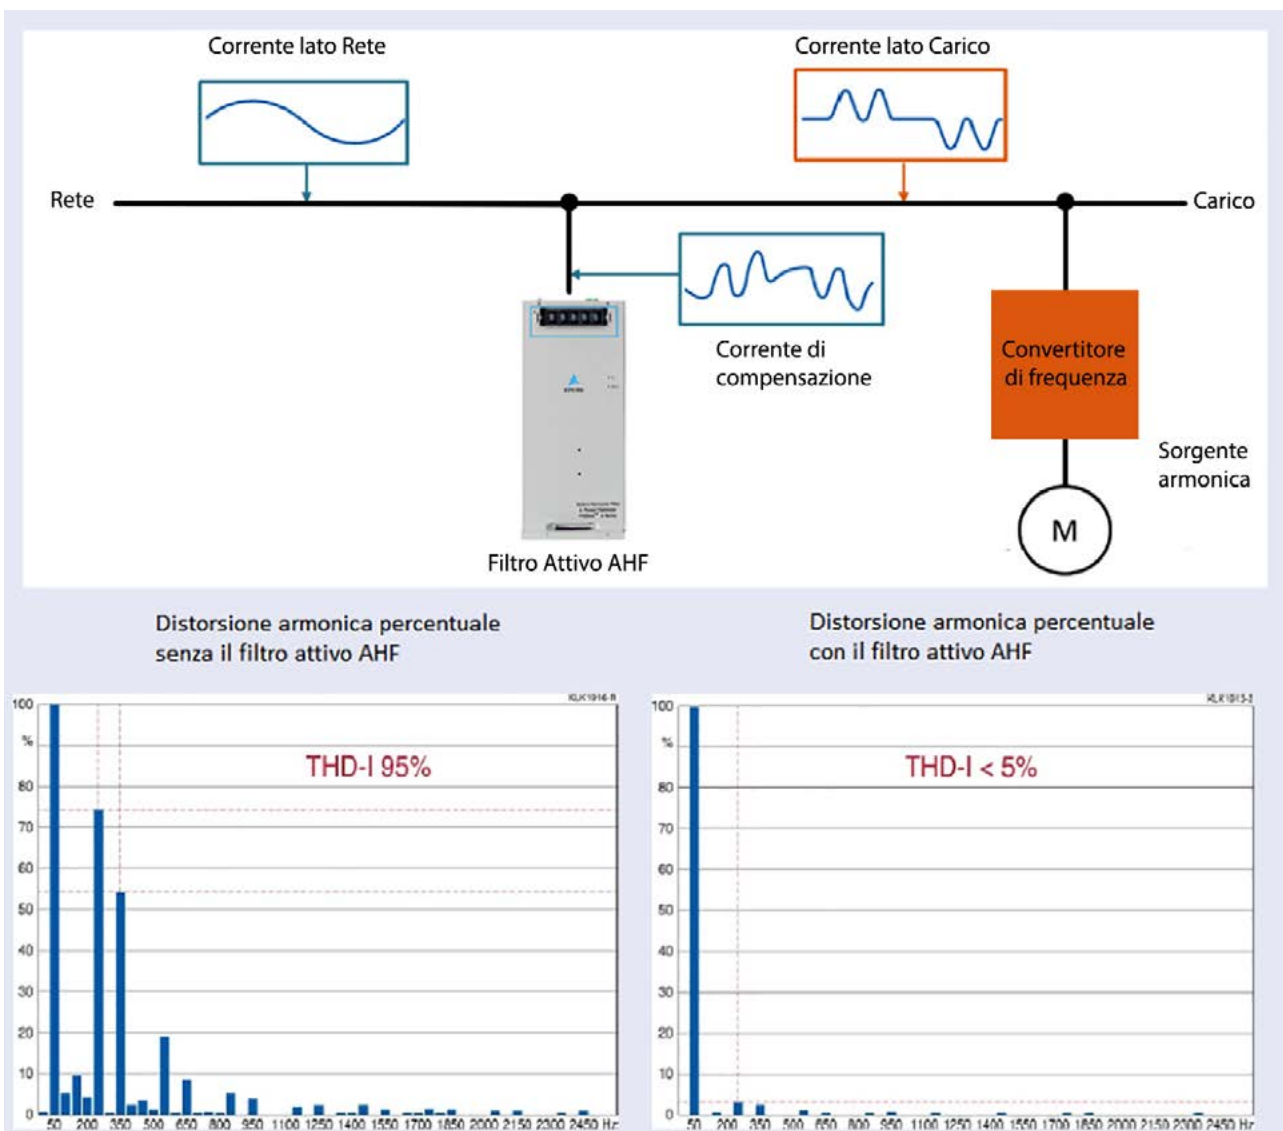 Corrente lato Rete
Corrente lato Carico
Rete
Carico
Corrente di
compensazione
Convertitore
di frequenza
Sorgente
armonica
M
Filtro Attivo AHF
Distorsione armonica percentuale
senza il filtro attivo AHF
Distorsione armonica percentuale
con il filtro attivo AHF
100
%
80
70
60
50
40
30
20
10
0
THD-I 95%
50 200 350 500 650 800 950 1100 1250 1400 1550 1700 1850 2000 2150 2300 2450 Hz
100
%
80
70
60
50
40
30
20
10
0
THD-I < 5%
50 200 350 500 650 800 950 1100 1250 1400 1550 1700 1850 2000 2150 2300 2450 Hz